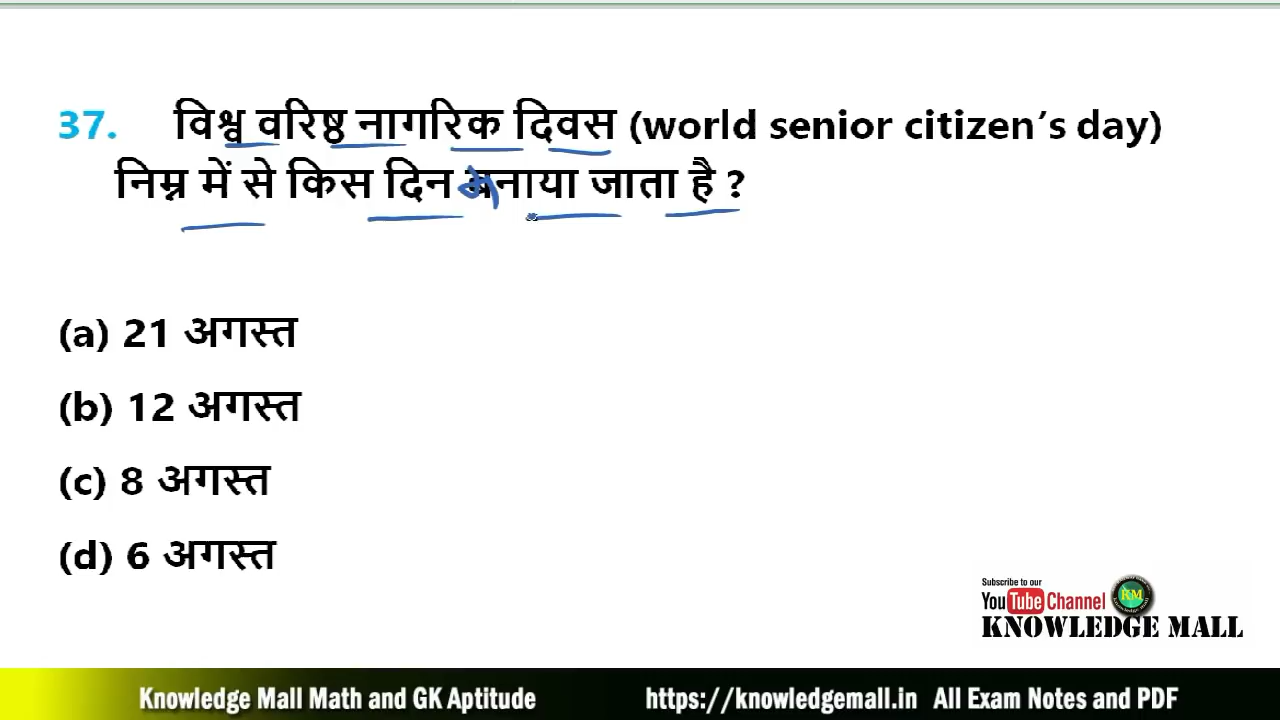 37. विश्व वरिष्ठ नागरिक दिवस (world senior citizen’s day)
निम्न में से किस दिन मनाया जाता है ?
(a) 21 अगस्त
(b) 12 अगस्त
(c) 8 अगस्त
(d) 6 अगस्त
Subscribe to our
YouTube Channel
RM
KNOWLEDGE MALL
Knowledge Mall Math and GK Aptitude https://knowledgemall.in All Exam Notes and PDF